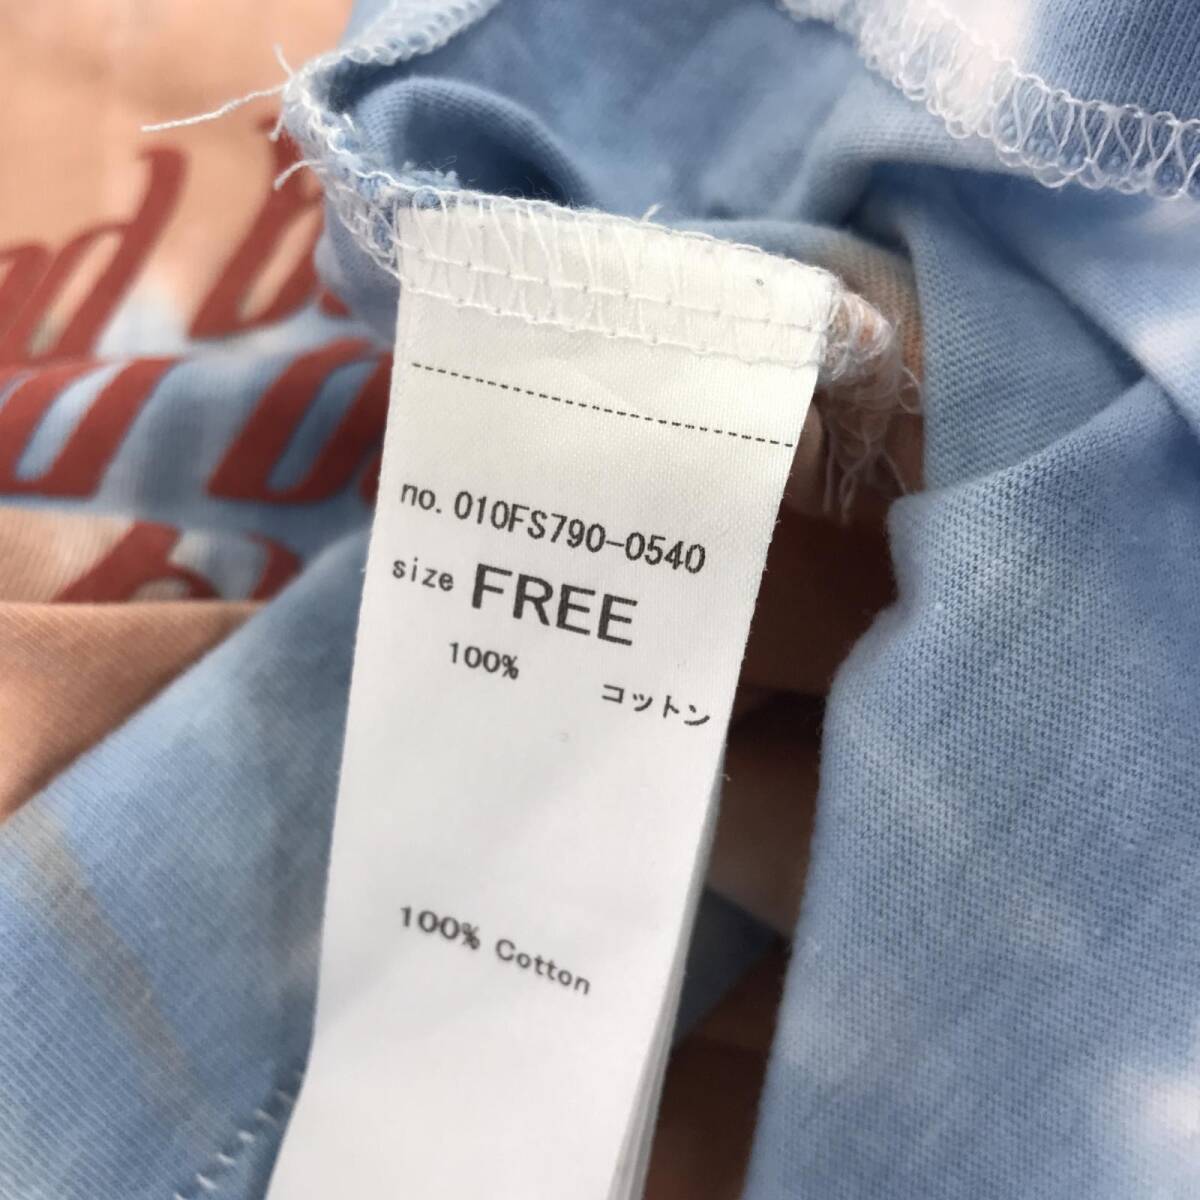 no. 010FS790-0540
size FREE
100% コットン
100% Cotton